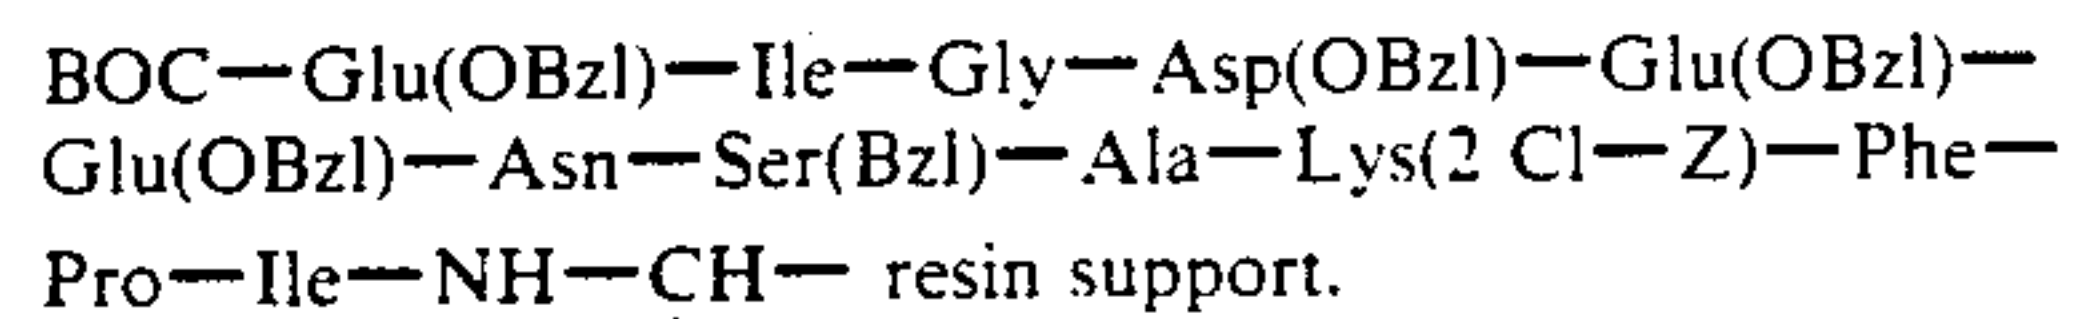 BOC—Glu(OBzl)—Ile—Gly—Asp(OBzl)—Glu(OBzl)—
Glu(OBzl)—Asn—Ser(Bzl)—Ala—Lys(2 Cl—Z)—Phe—
Pro—Ile—NH—CH— resin support.